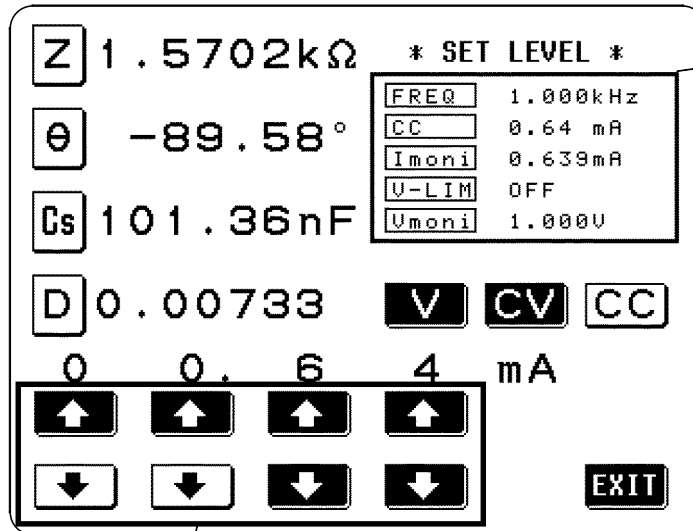 Z 1.5702kΩ
* SET LEVEL *
FREQ 1.000kHz
CC 0.64 mA
θ -89.58°
Imoni 0.639mA
V-LIM OFF
Cs 101.36nF
Vmoni 1.000V
D 0.00733
V CV CC
0 0. 6 4 mA
EXIT